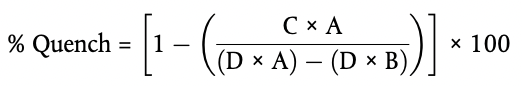 % Quench = [1 − (C × A / (D × A) − (D × B))] × 100